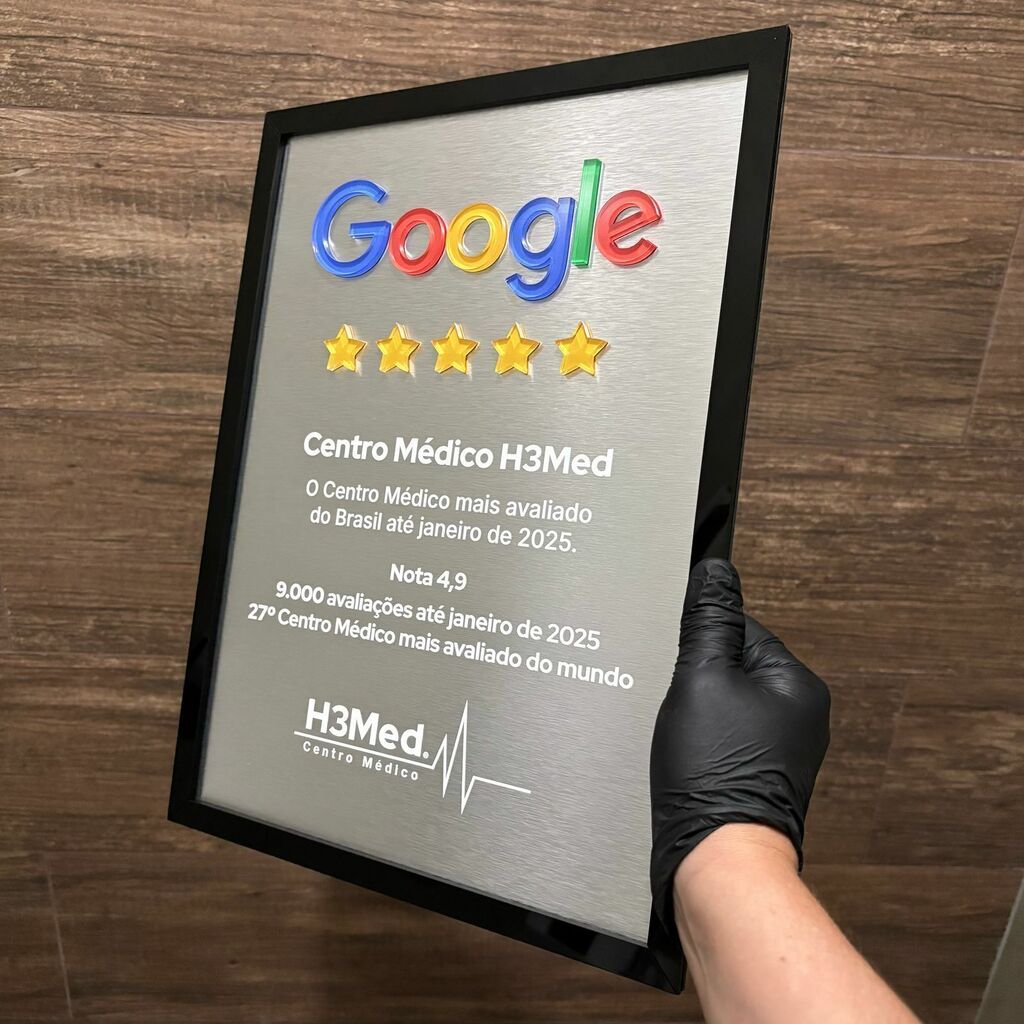 Google
Centro Médico H3Med
O Centro Médico mais avaliado
do Brasil até janeiro de 2025.
Nota 4,9
9.000 avaliações até janeiro de 2025
27º Centro Médico mais avaliado do mundo
H3Med.
Centro Médico